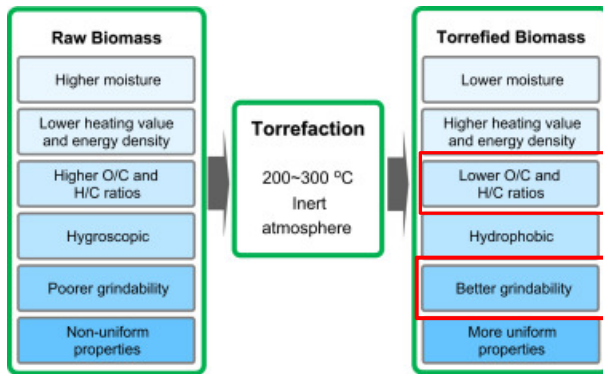 Raw Biomass
Higher moisture
Lower heating value
and energy density
Higher O/C and
H/C ratios
Hygroscopic
Poorer grindability
Non-uniform
properties
Torrefaction
200~300 ºC
Inert
atmosphere
Torrefied Biomass
Lower moisture
Higher heating value
and energy density
Lower O/C and
H/C ratios
Hydrophobic
Better grindability
More uniform
properties